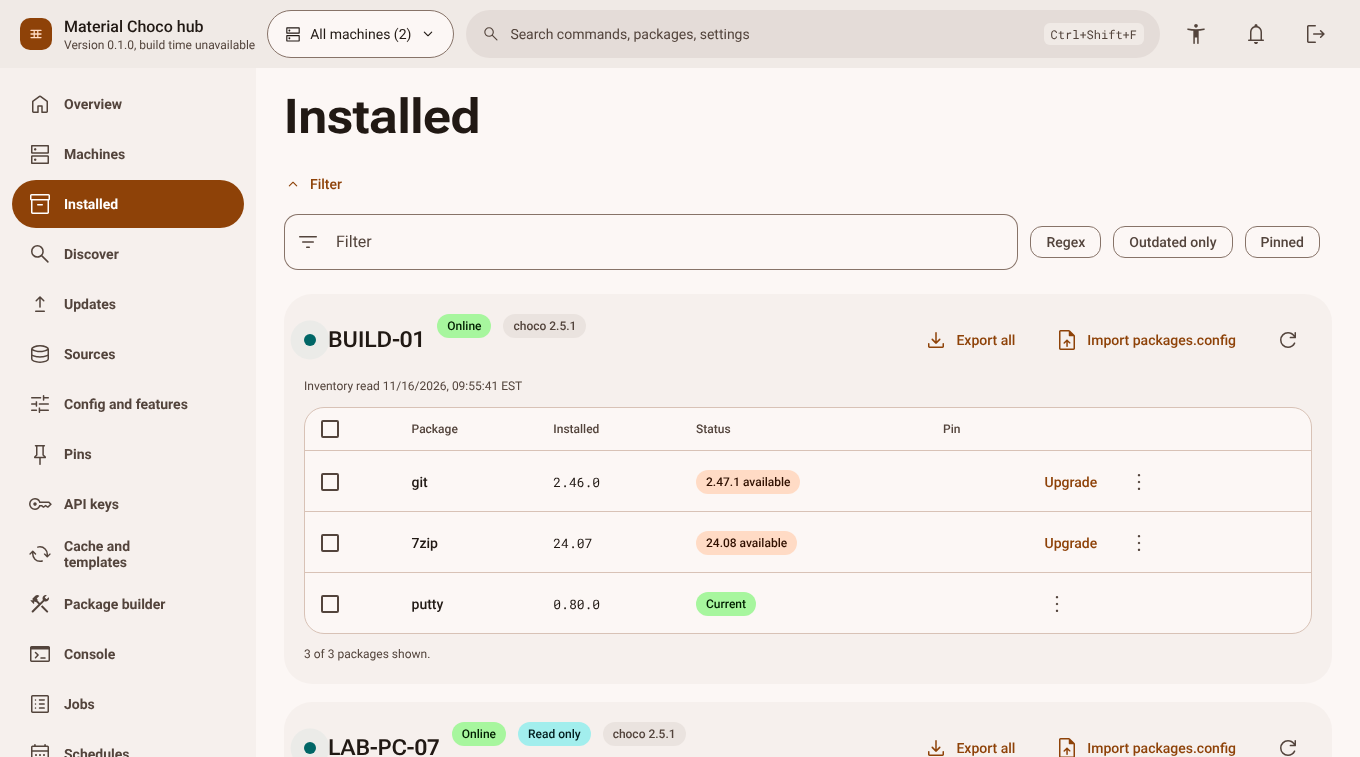 Material Choco hub
Version 0.1.0, build time unavailable
All machines (2)
Search commands, packages, settings
Ctrl+Shift+F
Overview
Machines
Installed
Discover
Updates
Sources
Config and features
Pins
API keys
Cache and
templates
Package builder
Console
Jobs
Schedules
Installed
Filter
Filter
Regex
Outdated only
Pinned
BUILD-01
Online
choco 2.5.1
Export all
Import packages.config
Inventory read 11/16/2026, 09:55:41 EST
Package Installed Status Pin
git 2.46.0 2.47.1 available Upgrade
7zip 24.07 24.08 available Upgrade
putty 0.80.0 Current
3 of 3 packages shown.
LAB-PC-07
Online
Read only
choco 2.5.1
Export all
Import packages.config